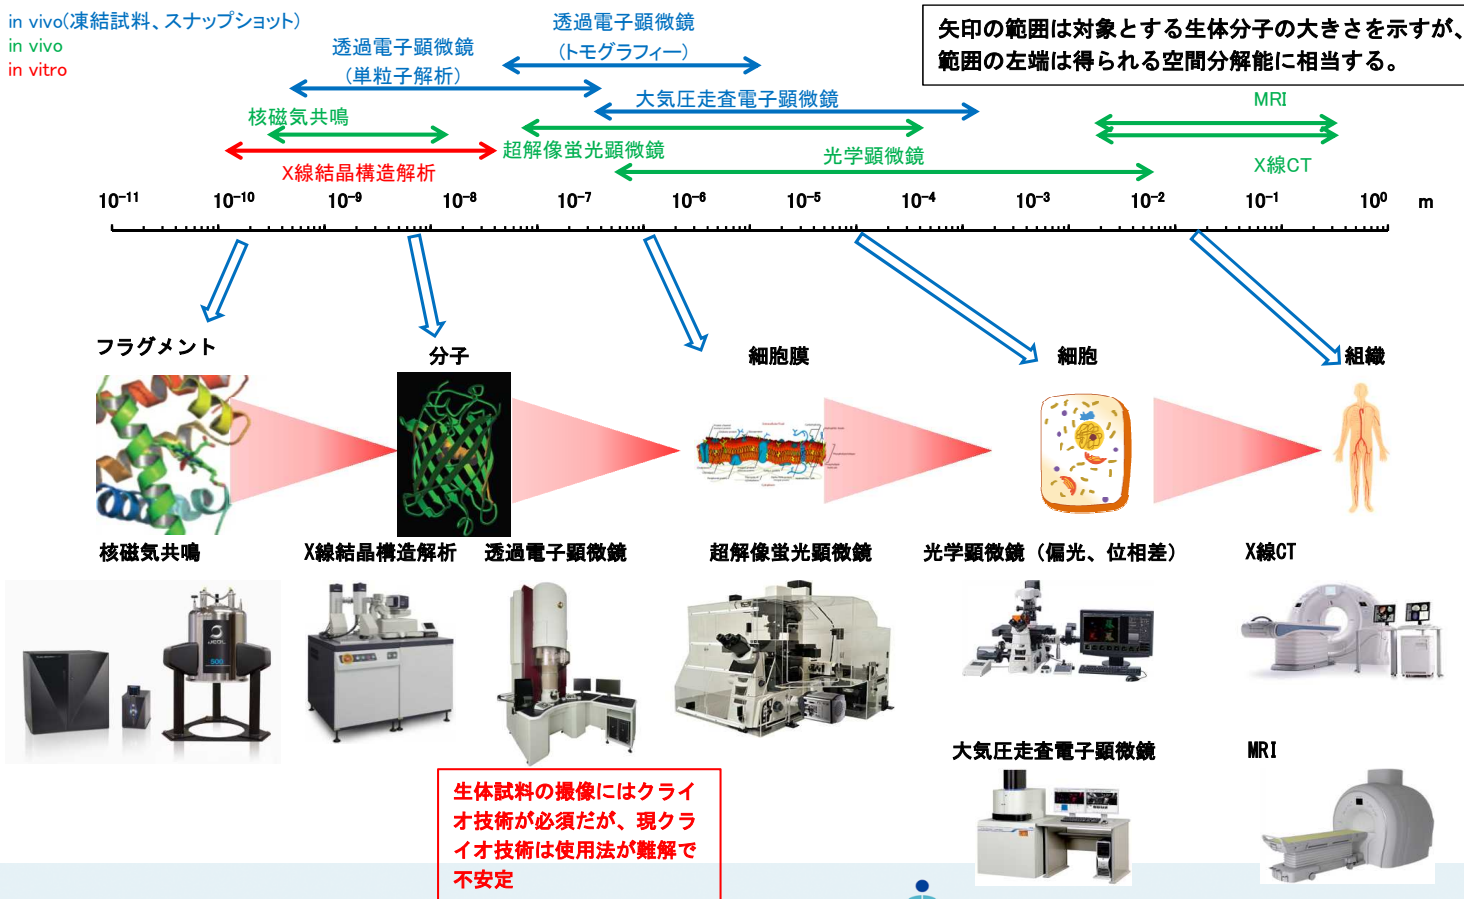 in vivo(凍結試料、スナップショット)
in vivo
in vitro
透過電子顕微鏡
(単粒子解析)
透過電子顕微鏡
(トモグラフィー)
矢印の範囲は対象とする生体分子の大きさを示すが、
範囲の左端は得られる空間分解能に相当する。
核磁気共鳴
大気圧走査電子顕微鏡
MRI
X線結晶構造解析
超解像蛍光顕微鏡
光学顕微鏡
X線CT
10⁻¹¹ 10⁻¹⁰ 10⁻⁹ 10⁻⁸ 10⁻⁷ 10⁻⁶ 10⁻⁵ 10⁻⁴ 10⁻³ 10⁻² 10⁻¹ 10⁰ m
フラグメント
分子
細胞膜
細胞
組織
核磁気共鳴
X線結晶構造解析
透過電子顕微鏡
超解像蛍光顕微鏡
光学顕微鏡（偏光、位相差）
X線CT
JEOL
500
大気圧走査電子顕微鏡
MRI
生体試料の撮像にはクライ
オ技術が必須だが、現クラ
イオ技術は使用法が難解で
不安定